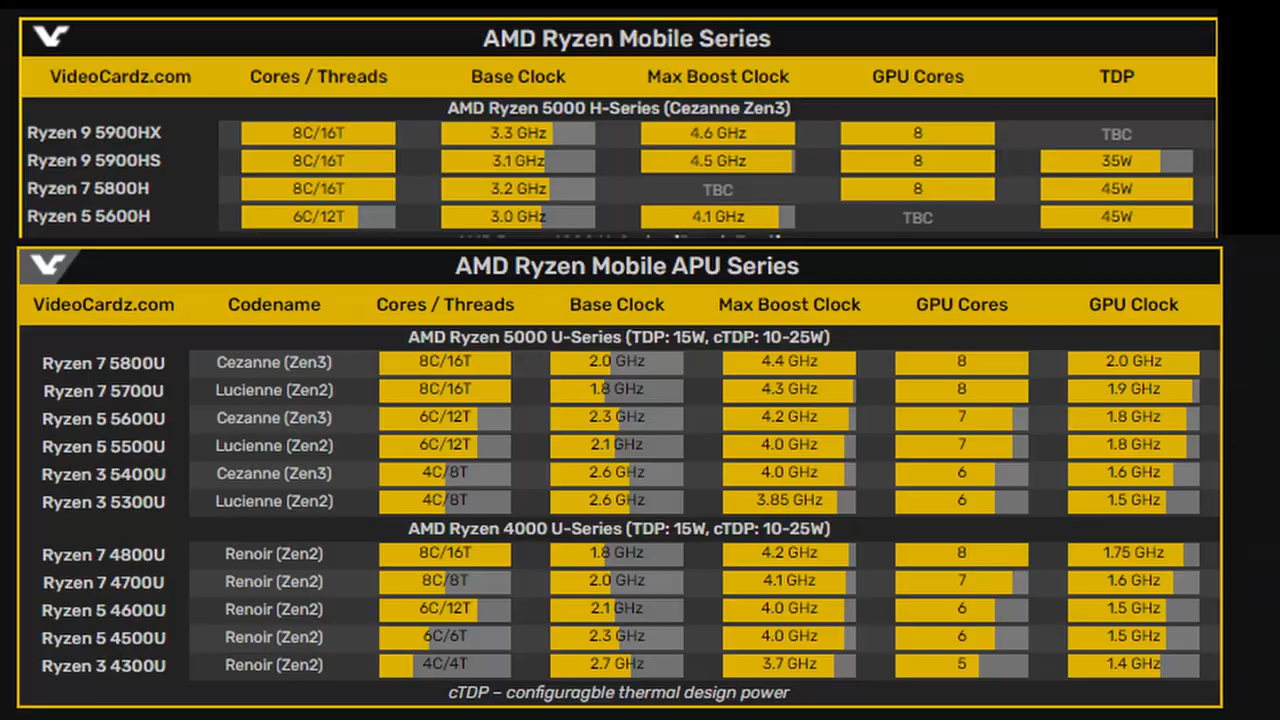 AMD Ryzen Mobile Series
VideoCardz.com Cores / Threads Base Clock Max Boost Clock GPU Cores TDP
AMD Ryzen 5000 H-Series (Cezanne Zen3)
Ryzen 9 5900HX 8C/16T 3.3 GHz 4.6 GHz 8 TBC
Ryzen 9 5900HS 8C/16T 3.1 GHz 4.5 GHz 8 35W
Ryzen 7 5800H 8C/16T 3.2 GHz TBC 8 45W
Ryzen 5 5600H 6C/12T 3.0 GHz 4.1 GHz TBC 45W
AMD Ryzen Mobile APU Series
VideoCardz.com Codename Cores / Threads Base Clock Max Boost Clock GPU Cores GPU Clock
AMD Ryzen 5000 U-Series (TDP: 15W, cTDP: 10-25W)
Ryzen 7 5800U Cezanne (Zen3) 8C/16T 2.0 GHz 4.4 GHz 8 2.0 GHz
Ryzen 7 5700U Lucienne (Zen2) 8C/16T 1.8 GHz 4.3 GHz 8 1.9 GHz
Ryzen 5 5600U Cezanne (Zen3) 6C/12T 2.3 GHz 4.2 GHz 7 1.8 GHz
Ryzen 5 5500U Lucienne (Zen2) 6C/12T 2.1 GHz 4.0 GHz 7 1.8 GHz
Ryzen 3 5400U Cezanne (Zen3) 4C/8T 2.6 GHz 4.0 GHz 6 1.6 GHz
Ryzen 3 5300U Lucienne (Zen2) 4C/8T 2.6 GHz 3.85 GHz 6 1.5 GHz
AMD Ryzen 4000 U-Series (TDP: 15W, cTDP: 10-25W)
Ryzen 7 4800U Renoir (Zen2) 8C/16T 1.8 GHz 4.2 GHz 8 1.75 GHz
Ryzen 7 4700U Renoir (Zen2) 8C/8T 2.0 GHz 4.1 GHz 7 1.6 GHz
Ryzen 5 4600U Renoir (Zen2) 6C/12T 2.1 GHz 4.0 GHz 6 1.5 GHz
Ryzen 5 4500U Renoir (Zen2) 6C/6T 2.3 GHz 4.0 GHz 6 1.5 GHz
Ryzen 3 4300U Renoir (Zen2) 4C/4T 2.7 GHz 3.7 GHz 5 1.4 GHz
cTDP – configuragble thermal design power